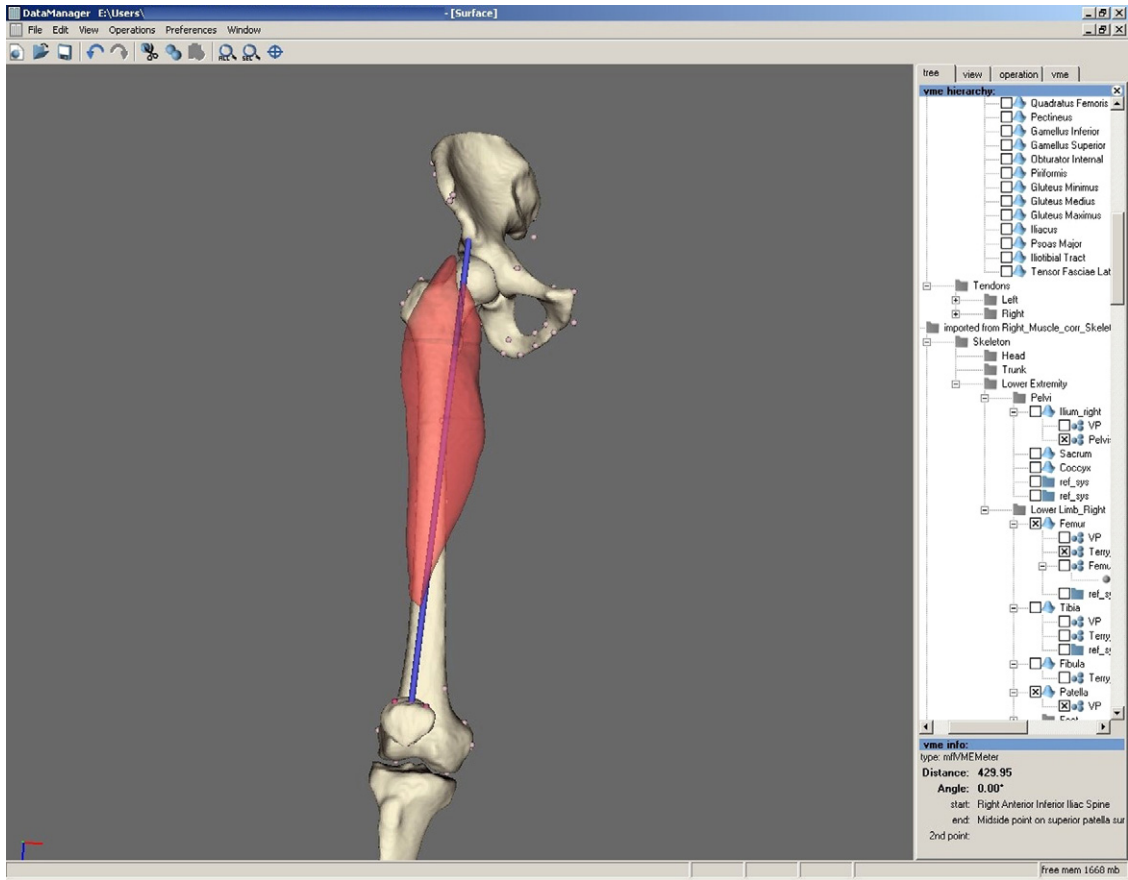 DataManager E:\Users\ - [Surface]
File Edit View Operations Preferences Window
ALL SEL
tree view operation vme
vme hierarchy:
Quadratus Femoris
Pectineus
Gamellus Inferior
Gamellus Superior
Obturator Internal
Piriformis
Gluteus Minimus
Gluteus Medius
Gluteus Maximus
Iliacus
Psoas Major
Iliotibial Tract
Tensor Fasciae Lat
Tendons
Left
Right
imported from Right_Muscle_corr_Skelet
Skeleton
Head
Trunk
Lower Extremity
Pelvi
Ilium_right
VP
Pelvi
Sacrum
Coccyx
ref_sys
ref_sys
Lower Limb_Right
Femur
VP
Terry
Femu
ref_sy
Tibia
VP
Terry
ref_sy
Fibula
Terry
Patella
VP
vme info:
type: mflVMEMeter
Distance: 429.95
Angle: 0.00°
start: Right Anterior Inferior Iliac Spine
end: Midside point on superior patella sur
2nd point:
free mem 1668 mb